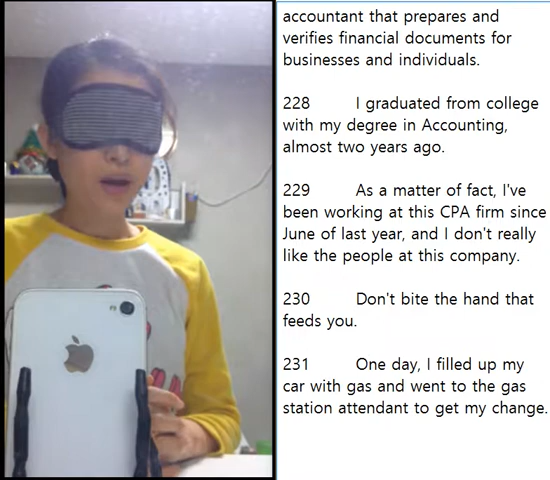 accountant that prepares and
verifies financial documents for
businesses and individuals.
228 I graduated from college
with my degree in Accounting,
almost two years ago.
229 As a matter of fact, I've
been working at this CPA firm since
June of last year, and I don't really
like the people at this company.
230 Don't bite the hand that
feeds you.
231 One day, I filled up my
car with gas and went to the gas
station attendant to get my change.